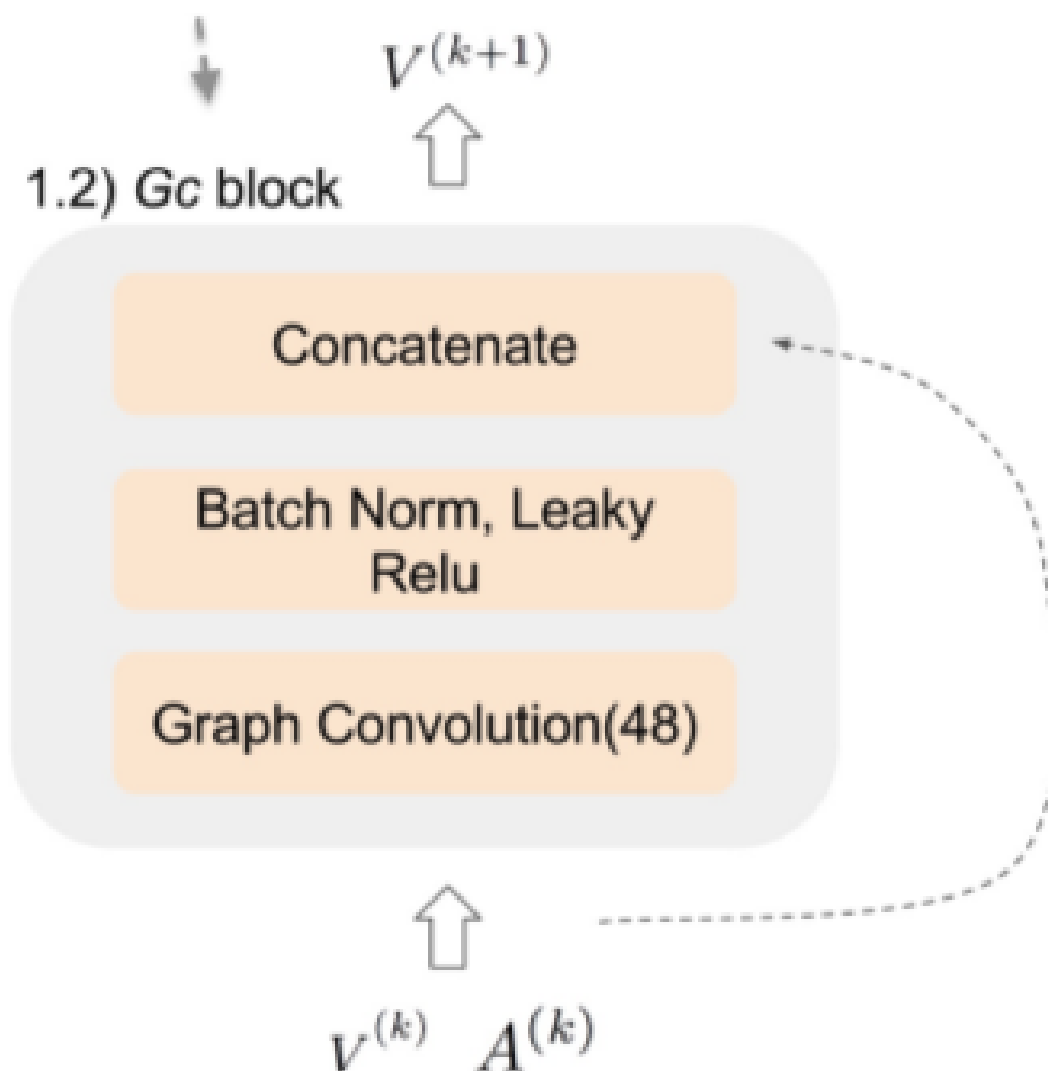 V^(k+1)
1.2) Gc block
Concatenate
Batch Norm, Leaky
Relu
Graph Convolution(48)
V^(k) A^(k)